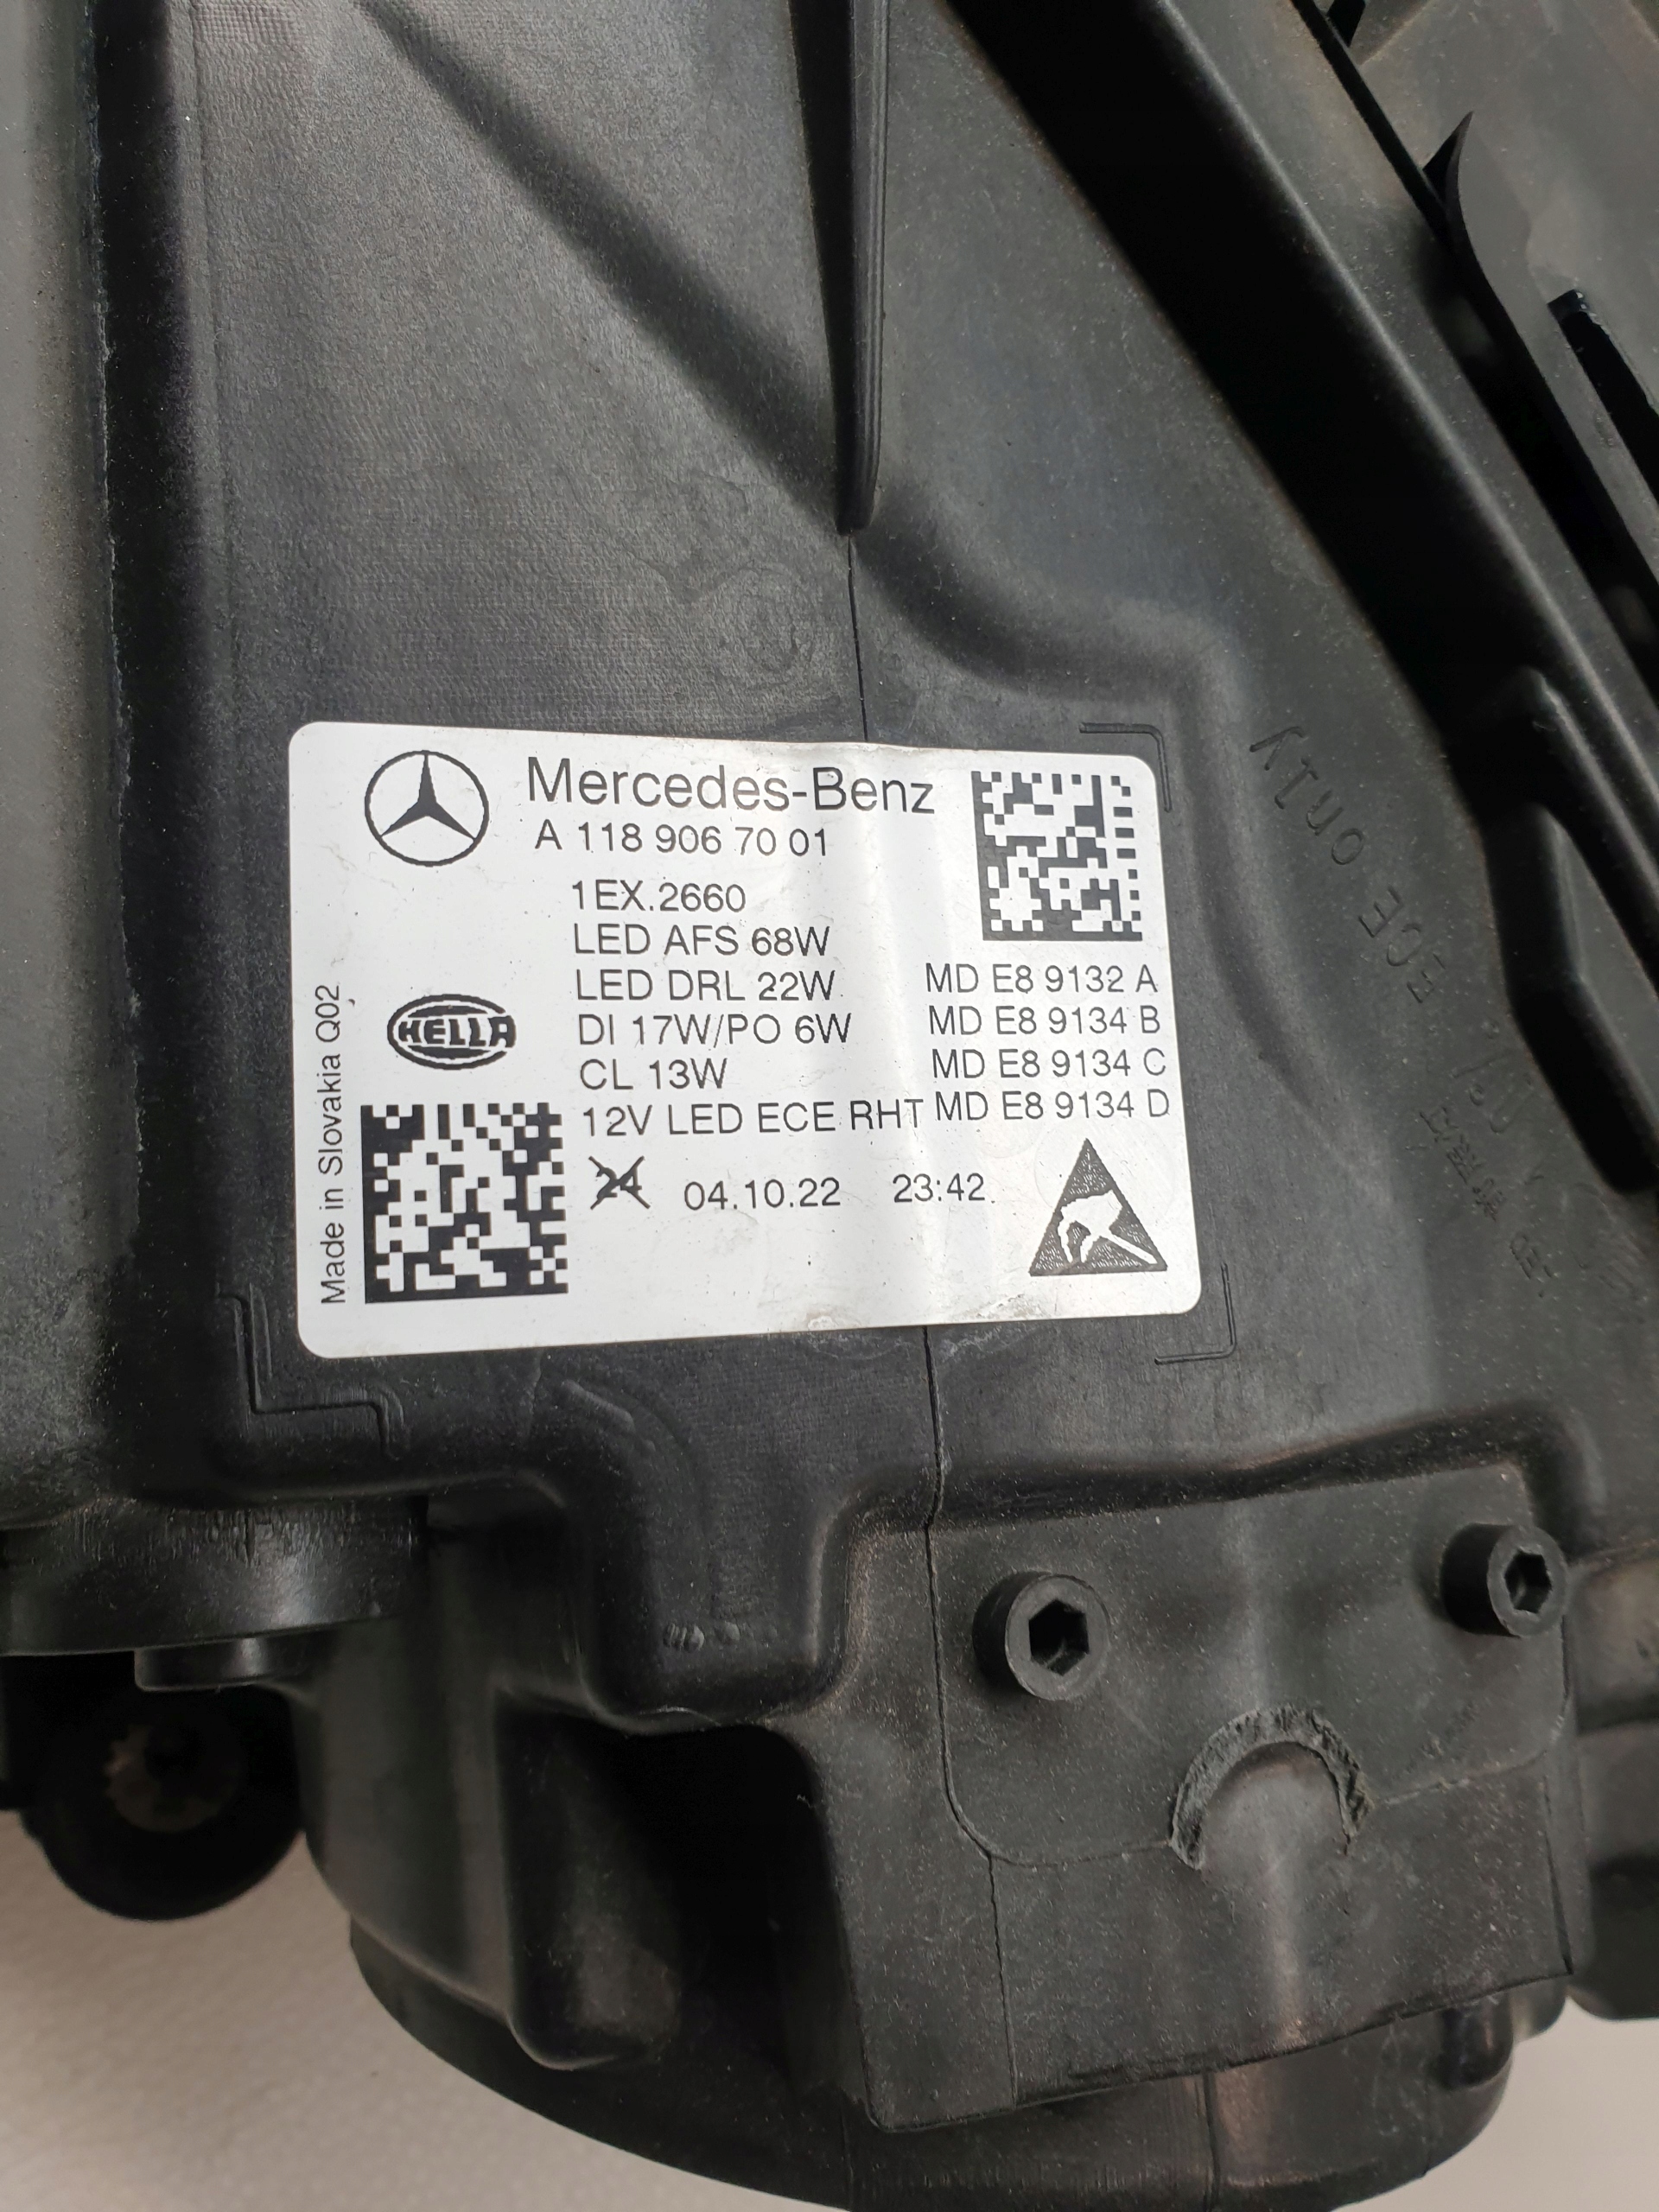 Mercedes-Benz
A 118 906 70 01
1EX.2660
LED AFS 68W
LED DRL 22W
DI 17W/PO 6W
CL 13W
12V LED ECE RHT
MD E8 9132 A
MD E8 9134 B
MD E8 9134 C
MD E8 9134 D
HELLA
Made in Slovakia Q02
24 04.10.22 23:42
ECE ONLY